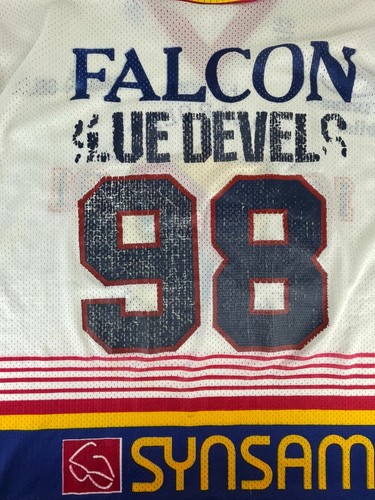 FALCON
BLUE DEVELS
98
SYNSAM